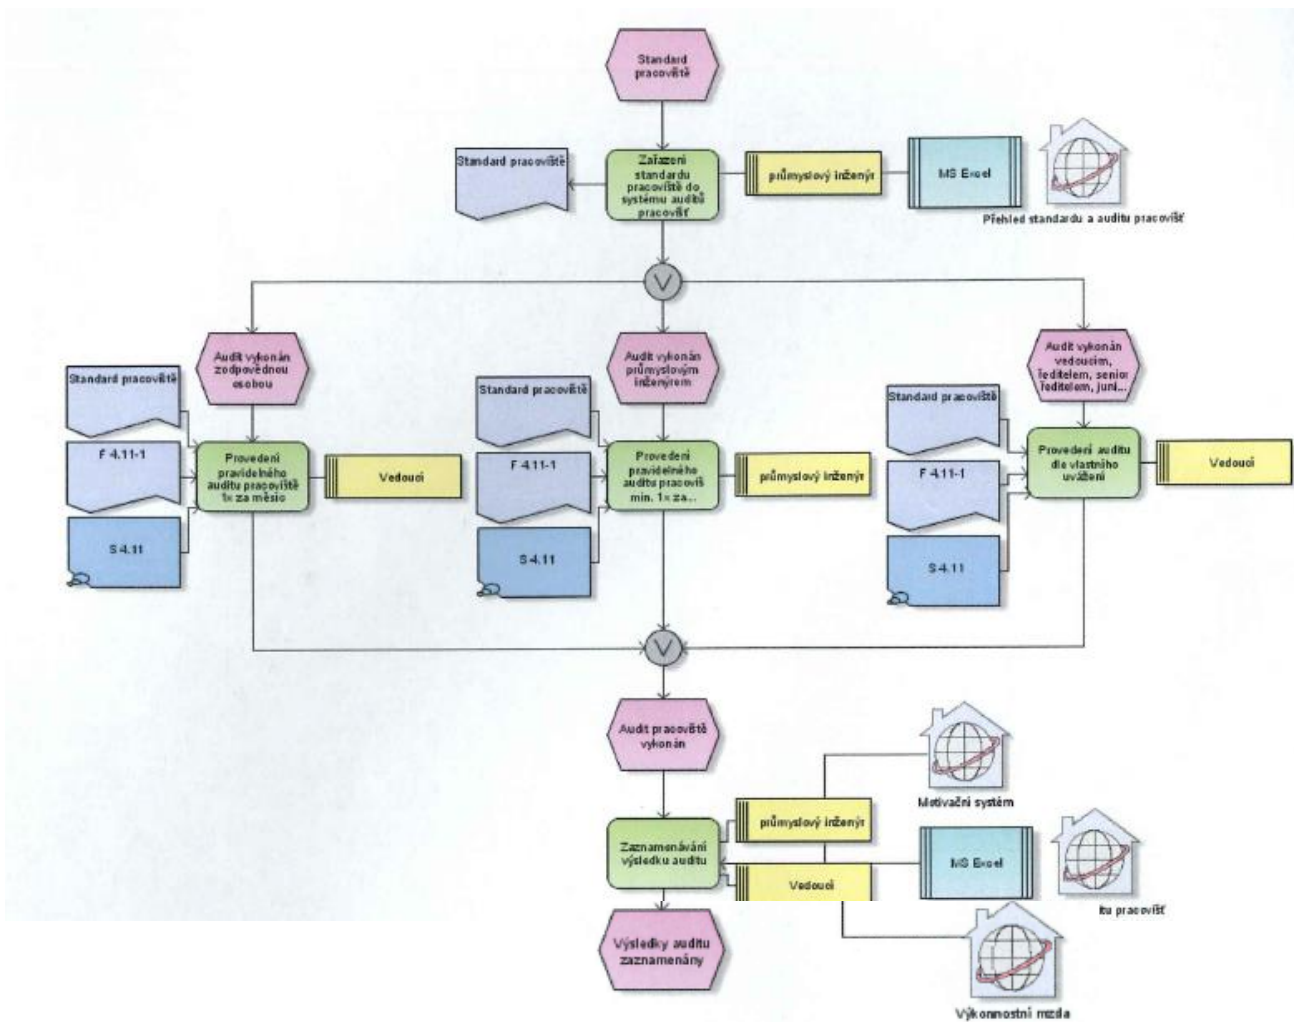 Standard
pracoviště
Standard pracoviště
Zařazení
standardu
pracoviště do
systému auditů
pracovišť
průmyslový inženýr
MS Excel
Přehled standardu a auditu pracovišť
V
Audit vykonán
zodpovědnou
osobou
Audit vykonán
průmyslovým
inženýrem
Audit vykonán
vedoucím,
ředitelem, senior
ředitelem, juni...
Standard pracoviště
F 4.11-1
S 4.11
Provedení
pravidelného
auditu pracoviště
1x za měsíc
Vedoucí
Standard pracoviště
F 4.11-1
S 4.11
Provedení
pravidelného
auditu pracoviš
min. 1x za...
průmyslový inženýr
Standard pracoviště
F 4.11-1
S 4.11
Provedení auditu
dle vlastního
uvážení
Vedoucí
V
Audit pracoviště
vykonán
Motivační systém
Zaznamenávání
výsledku auditu
průmyslový inženýr
Vedoucí
MS Excel
itu pracovišť
Výsledky auditu
zaznamenány
Výkonnostní mzda